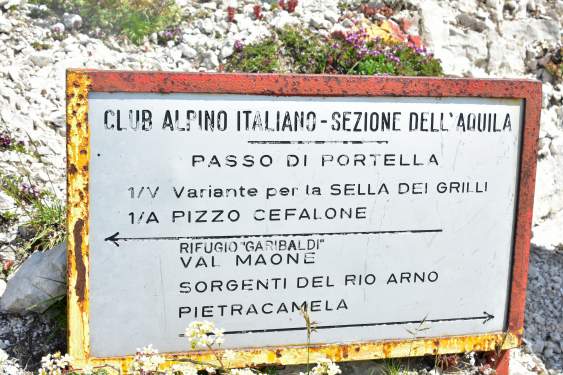 CLUB ALPINO ITALIANO - SEZIONE DELL'AQUILA
PASSO DI PORTELLA
1/V Variante per la SELLA DEI GRILLI
1/A PIZZO CEFALONE
RIFUGIO "GARIBALDI"
VAL MAONE
SORGENTI DEL RIO ARNO
PIETRACAMELA